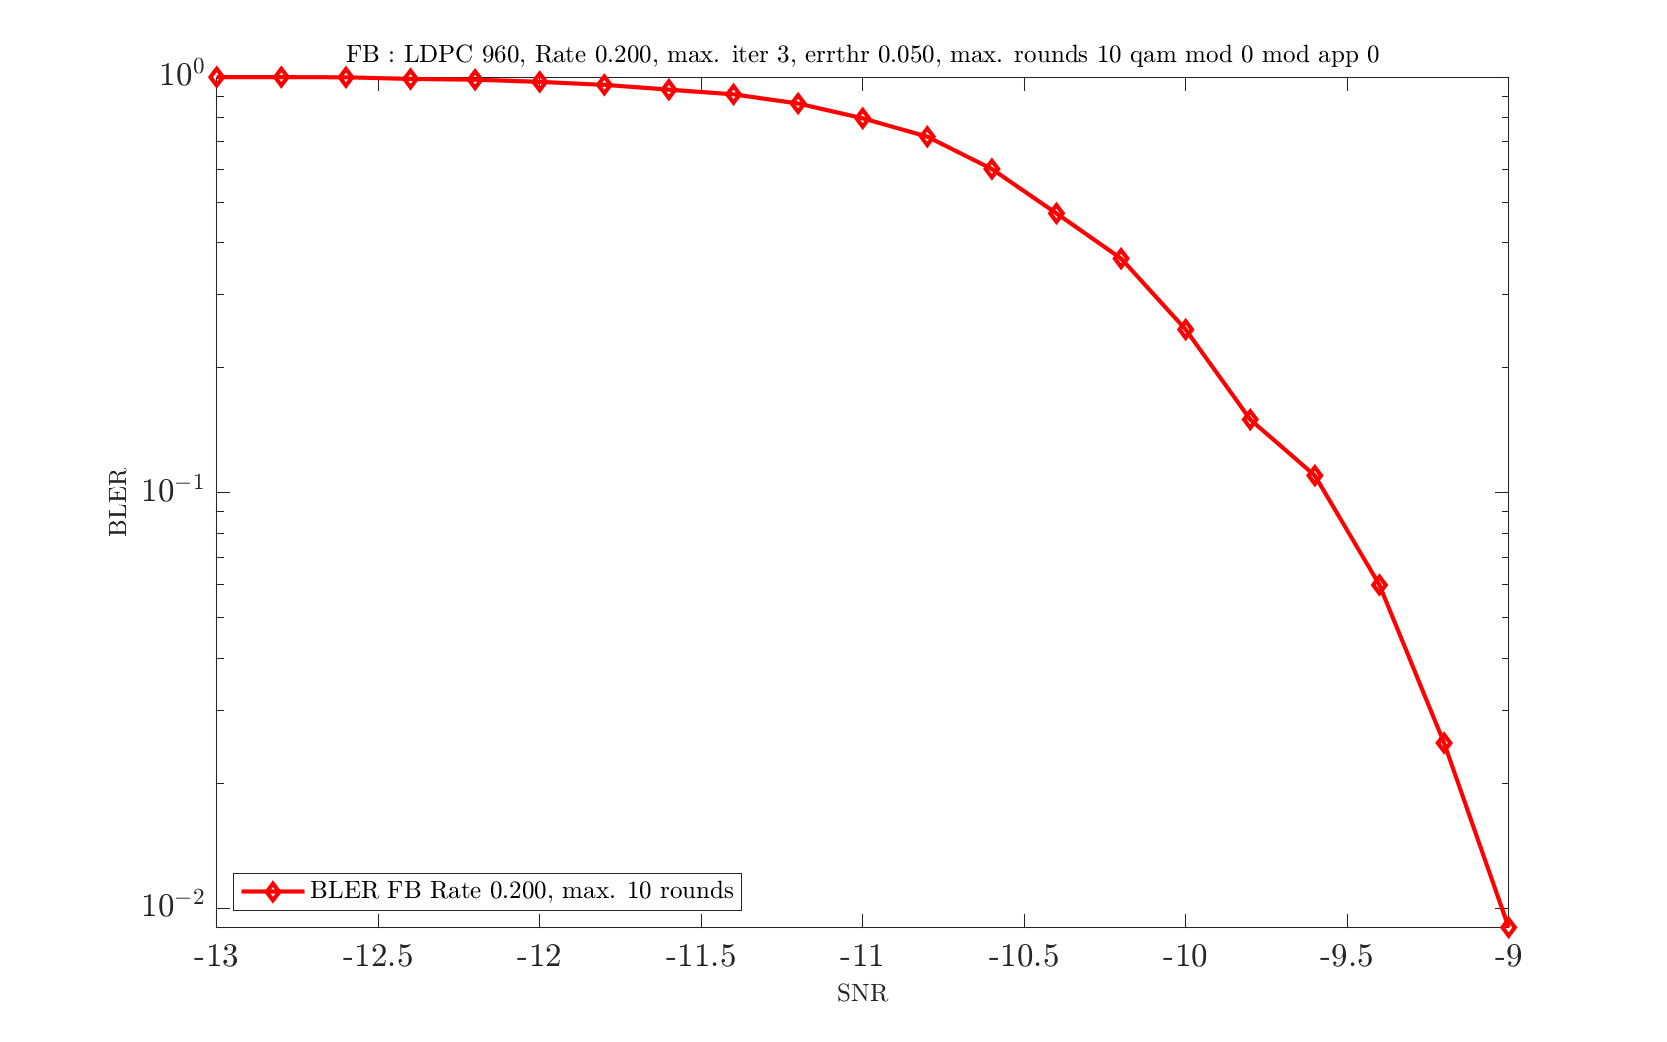 FB : LDPC 960, Rate 0.200, max. iter 3, errthr 0.050, max. rounds 10 qam mod 0 mod app 0
10^0
10^{-1}
10^{-2}
BLER
BLER FB Rate 0.200, max. 10 rounds
-13 -12.5 -12 -11.5 -11 -10.5 -10 -9.5 -9
SNR